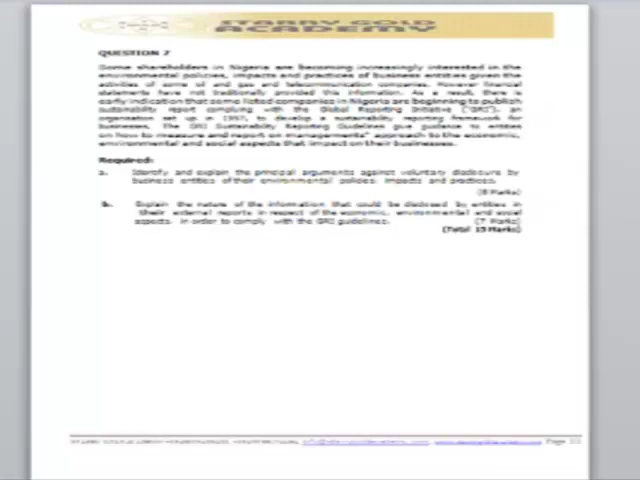 STARRY GOLD
ACADEMY
QUESTION 7
Some shareholders in Nigeria are becoming increasingly interested in the
environmental policies, impacts and practices of business entities given the
activities of some oil and gas and telecommunication companies. However financial
statements have not traditionally provided this information. As a result, there is
early indication that some listed companies in Nigeria are beginning to publish
sustainability report complying with the Global Reporting Initiative ("GRI"), an
organisation set up in 1997, to develop a sustainability reporting framework for
businesses. The GRI Sustainability Reporting Guidelines give guidance to entities
on how to measure and report on managements" approach to the economic,
environmental and social aspects that impact on their businesses.
Required:
a. Identify and explain the principal arguments against voluntary disclosure by
business entities of their environmental policies, impacts and practices.
(8 Marks)
b. Explain the nature of the information that could be disclosed by entities in
their external reports in respect of the economic, environmental and social
aspects, in order to comply with the GRI guidelines. (7 Marks)
(Total 15 Marks)
Page